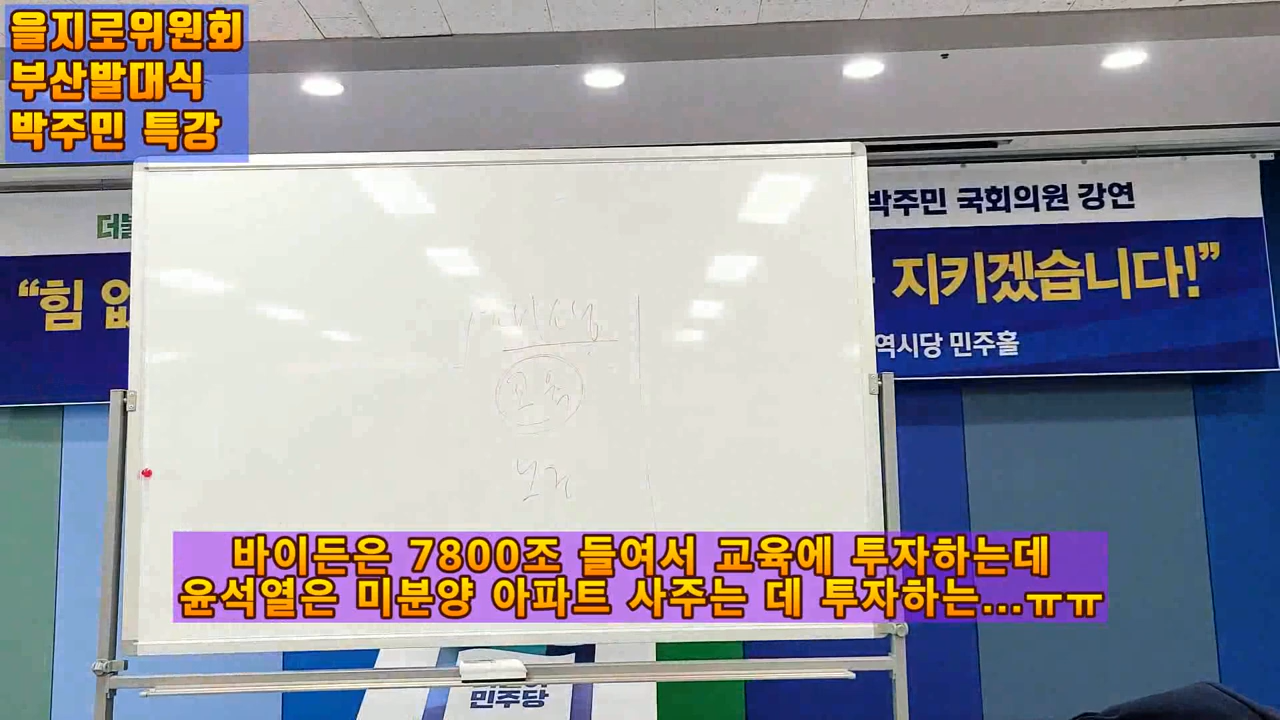 을지로위원회
부산발대식
박주민 특강
박주민 국회의원 강연
“힘
지키겠습니다!”
역시당 민주홀
교육
바이든은 7800조 들여서 교육에 투자하는데
윤석열은 미분양 아파트 사주는 데 투자하는...ㅠㅠ
민주당